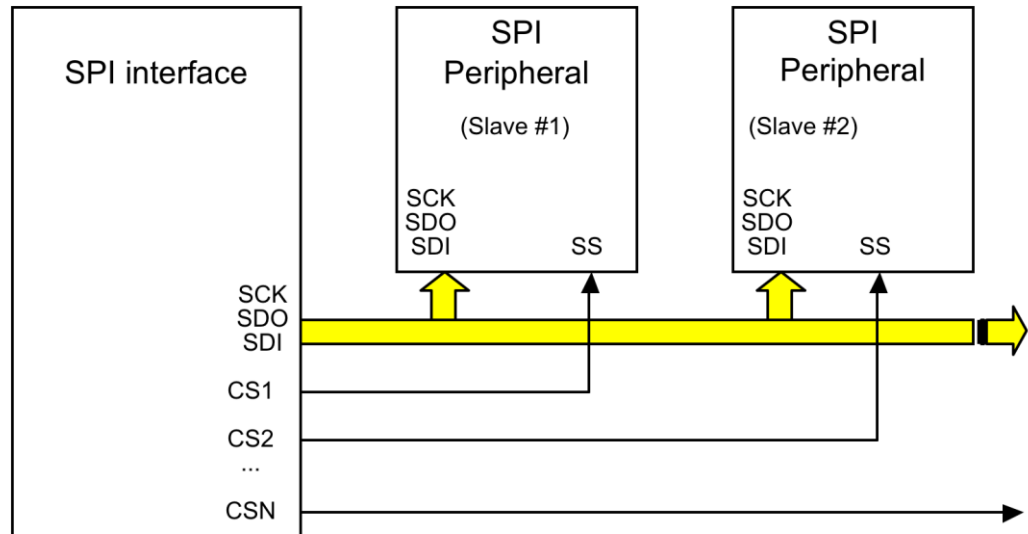 SPI interface
SCK
SDO
SDI
CS1
CS2
...
CSN
SPI
Peripheral
(Slave #1)
SCK
SDO
SDI SS
SPI
Peripheral
(Slave #2)
SCK
SDO
SDI SS